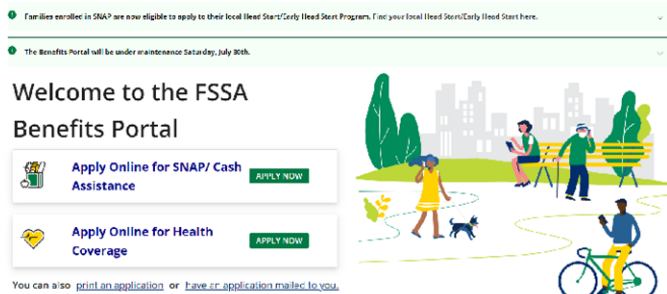 Families enrolled in SNAP are now eligible to apply to their local Head Start/Early Head Start Program. Find your local Head Start/Early Head Start here.
The Benefits Portal will be under maintenance Saturday, July 30th.
Welcome to the FSSA
Benefits Portal
Apply Online for SNAP/ Cash
Assistance
APPLY NOW
Apply Online for Health
Coverage
APPLY NOW
You can also print an application or have an application mailed to you.